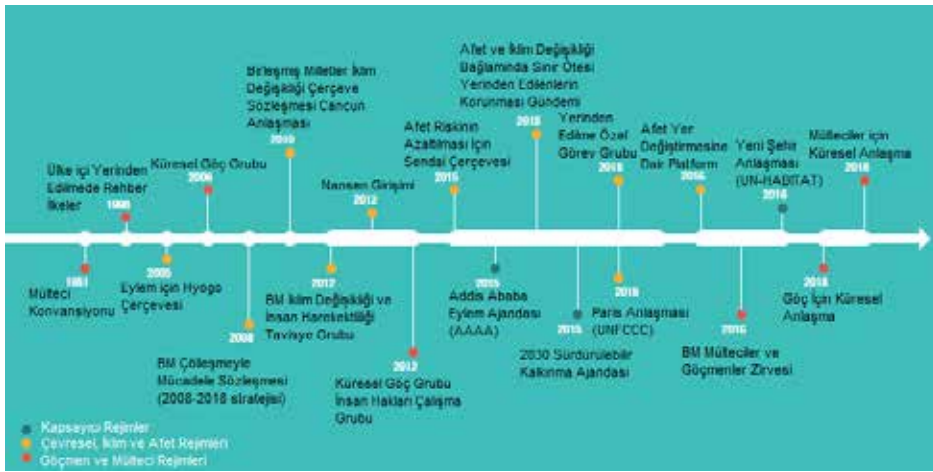 Mülteci
Konvansiyonu
1951
Ülke içi Yerinden
Edilmede Rehber
İlkeler
1998
2005
Eylem için Hyogo
Çerçevesi
Küresel Göç Grubu
2006
2008
BM Çölleşmeyle
Mücadele Sözleşmesi
(2008-2018 stratejisi)
Birleşmiş Milletler İklim
Değişikliği Çerçeve
Sözleşmesi Cancun
Anlaşması
2010
2012
BM İklim Değişikliği ve
İnsan Hareketliliği
Tavsiye Grubu
Nansen Girişimi
2012
2012
Küresel Göç Grubu
İnsan Hakları Çalışma
Grubu
Afet Riskinin
Azaltılması İçin
Sendai Çerçevesi
2015
2015
Addis Ababa
Eylem Ajandası
(AAAA)
Afet ve İklim Değişikliği
Bağlamında Sınır Ötesi
Yerinden Edilenlerin
Korunması Gündemi
2015
2030 Sürdürülebilir
Kalkınma Ajandası
Yerinden
Edilme Özel
Görev Grubu
Paris Anlaşması
(UNFCCC)
Afet Yer
Değiştirmesine
Dair Platform
2016
2016
BM Mülteciler ve
Göçmenler Zirvesi
Yeni Şehir
Anlaşması
(UN-HABITAT)
2016
2018
Göç İçin Küresel
Anlaşma
Mülteciler için
Küresel Anlaşma
2018
Kapsayıcı Rejimler
Çevresel, İklim ve Afet Rejimleri
Göçmen ve Mülteci Rejimleri